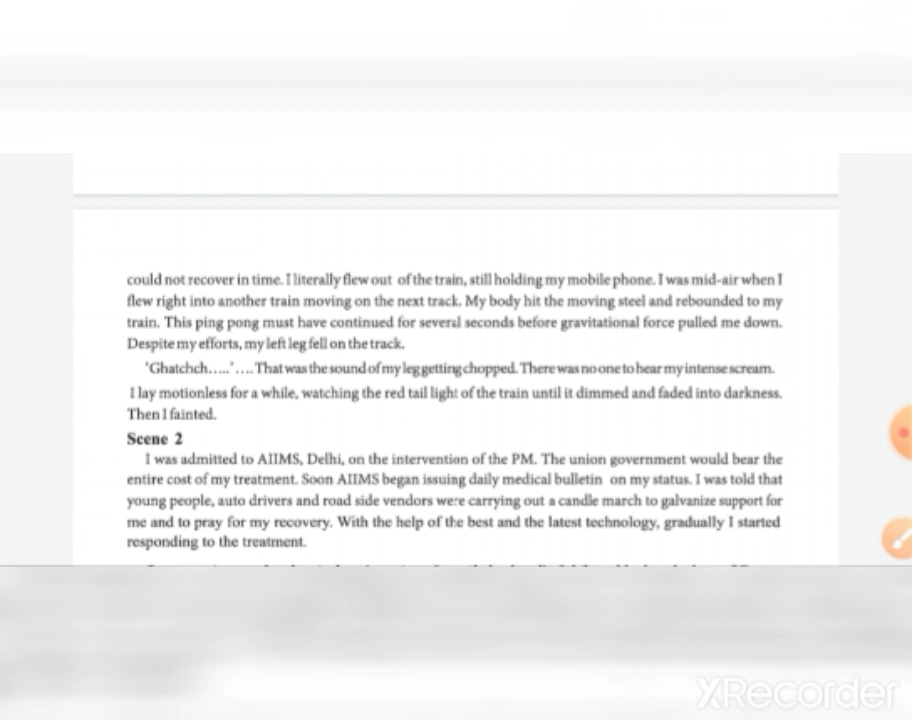 could not recover in time. I literally flew out of the train, still holding my mobile phone. I was mid-air when I
flew right into another train moving on the next track. My body hit the moving steel and rebounded to my
train. This ping pong must have continued for several seconds before gravitational force pulled me down.
Despite my efforts, my left leg fell on the track.
'Ghatchch.....'.... That was the sound of my leg getting chopped. There was no one to hear my intense scream.
I lay motionless for a while, watching the red tail light of the train until it dimmed and faded into darkness.
Then I fainted.
Scene 2
I was admitted to AIIMS, Delhi, on the intervention of the PM. The union government would bear the
entire cost of my treatment. Soon AIIMS began issuing daily medical bulletin on my status. I was told that
young people, auto drivers and road side vendors were carrying out a candle march to galvanize support for
me and to pray for my recovery. With the help of the best and the latest technology, gradually I started
responding to the treatment.
XRecorder